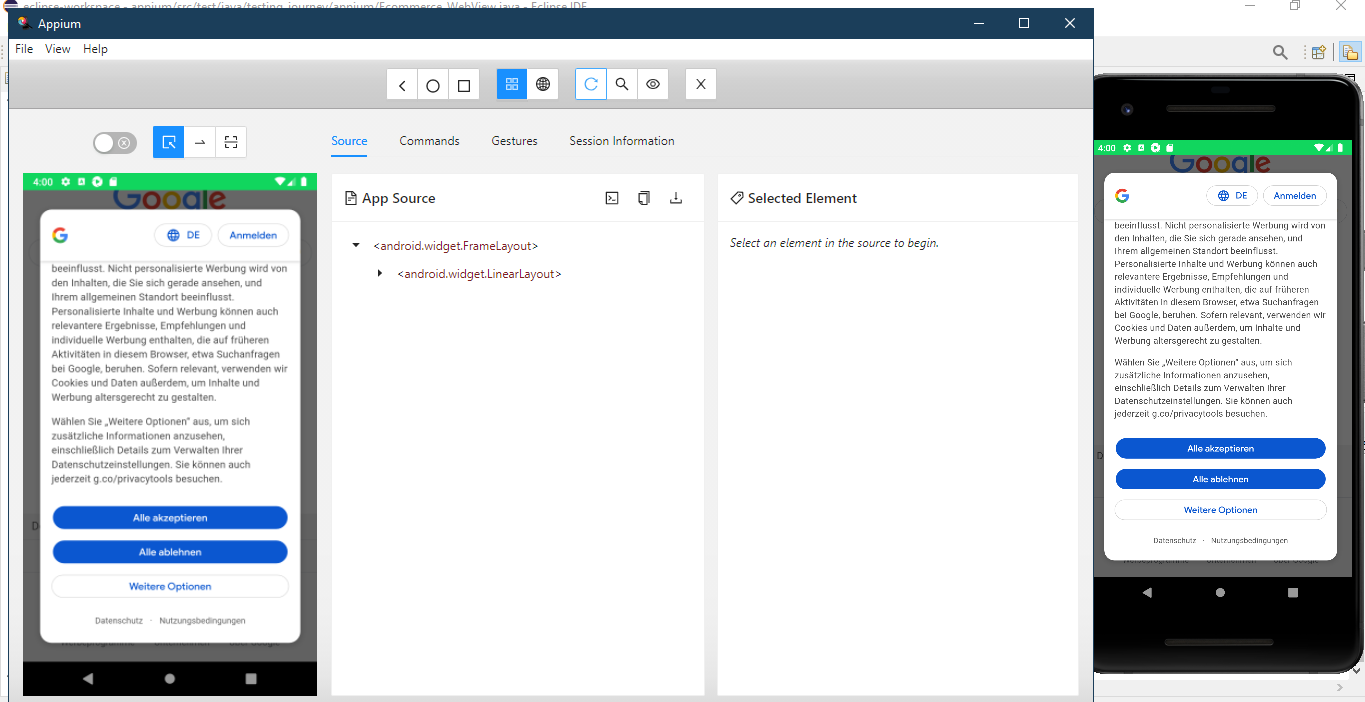 eclipse-workspace - appium/src/test/java/testing_journey/appium/Ecommerce_WebView.java - Eclipse IDE
Appium
File View Help
Source Commands Gestures Session Information
4:00
Google
DE Anmelden
beeinflusst. Nicht personalisierte Werbung wird von
den Inhalten, die Sie sich gerade ansehen, und
Ihrem allgemeinen Standort beeinflusst.
Personalisierte Inhalte und Werbung können auch
relevantere Ergebnisse, Empfehlungen und
individuelle Werbung enthalten, die auf früheren
Aktivitäten in diesem Browser, etwa Suchanfragen
bei Google, beruhen. Sofern relevant, verwenden wir
Cookies und Daten außerdem, um Inhalte und
Werbung altersgerecht zu gestalten.
Wählen Sie „Weitere Optionen" aus, um sich
zusätzliche Informationen anzusehen,
einschließlich Details zum Verwalten Ihrer
Datenschutzeinstellungen. Sie können auch
jederzeit g.co/privacytools besuchen.
Alle akzeptieren
Alle ablehnen
Weitere Optionen
Datenschutz · Nutzungsbedingungen
App Source
<android.widget.FrameLayout>
<android.widget.LinearLayout>
Selected Element
Select an element in the source to begin.
4:00
Google
G DE Anmelden
beeinflusst. Nicht personalisierte Werbung wird von
den Inhalten, die Sie sich gerade ansehen, und
Ihrem allgemeinen Standort beeinflusst.
Personalisierte Inhalte und Werbung können auch
relevantere Ergebnisse, Empfehlungen und
individuelle Werbung enthalten, die auf früheren
Aktivitäten in diesem Browser, etwa Suchanfragen
bei Google, beruhen. Sofern relevant, verwenden wir
Cookies und Daten außerdem, um Inhalte und
Werbung altersgerecht zu gestalten.
Wählen Sie „Weitere Optionen" aus, um sich
zusätzliche Informationen anzusehen,
einschließlich Details zum Verwalten Ihrer
Datenschutzeinstellungen. Sie können auch
jederzeit g.co/privacytools besuchen.
Alle akzeptieren
Alle ablehnen
Weitere Optionen
Datenschutz · Nutzungsbedingungen